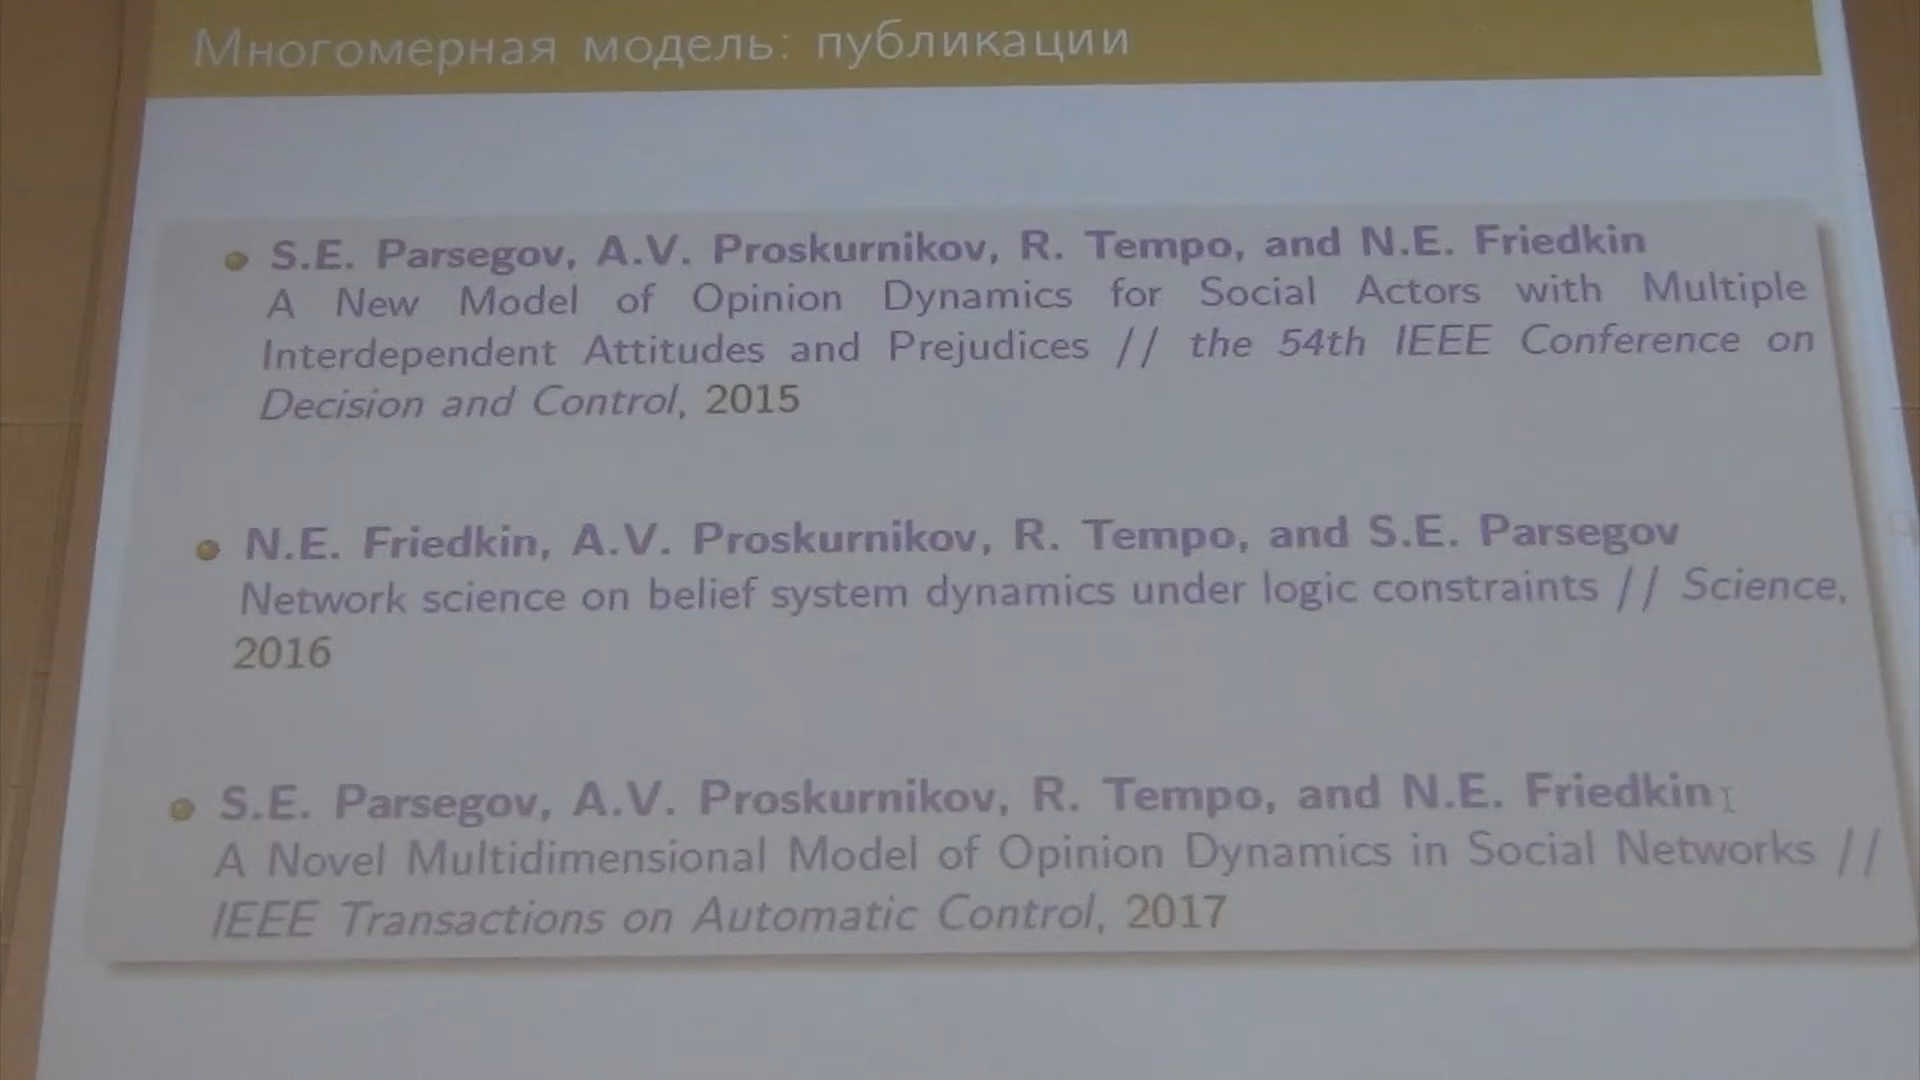 Многомерная модель: публикации
S.E. Parsegov, A.V. Proskurnikov, R. Tempo, and N.E. Friedkin
A New Model of Opinion Dynamics for Social Actors with Multiple
Interdependent Attitudes and Prejudices // the 54th IEEE Conference on
Decision and Control, 2015
N.E. Friedkin, A.V. Proskurnikov, R. Tempo, and S.E. Parsegov
Network science on belief system dynamics under logic constraints // Science,
2016
S.E. Parsegov, A.V. Proskurnikov, R. Tempo, and N.E. Friedkin
A Novel Multidimensional Model of Opinion Dynamics in Social Networks //
IEEE Transactions on Automatic Control, 2017